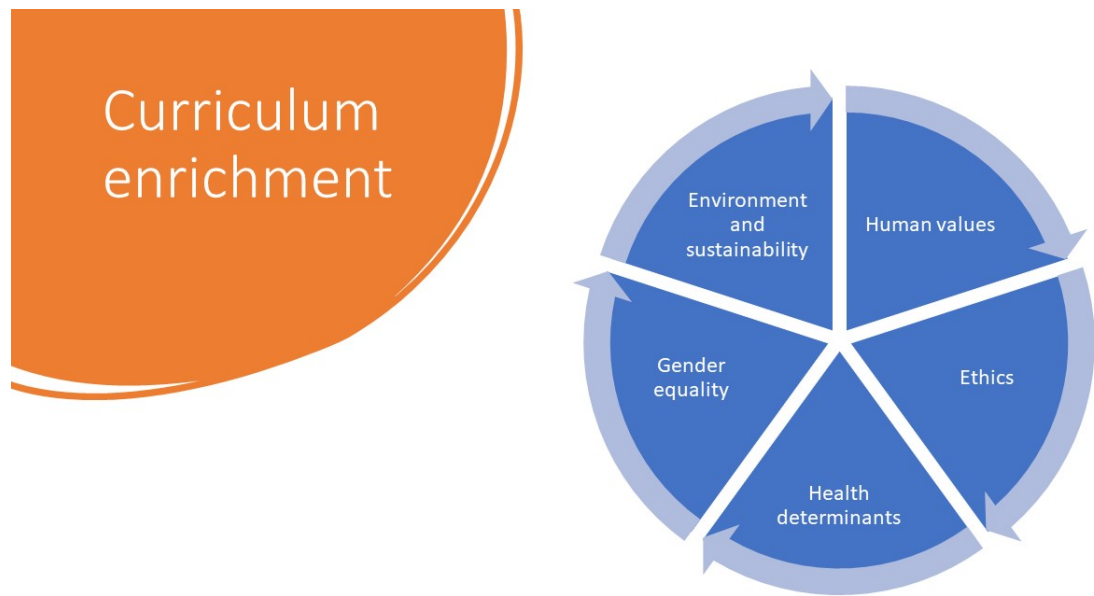 Curriculum
enrichment
Human values
Ethics
Health
determinants
Gender
equality
Environment
and
sustainability